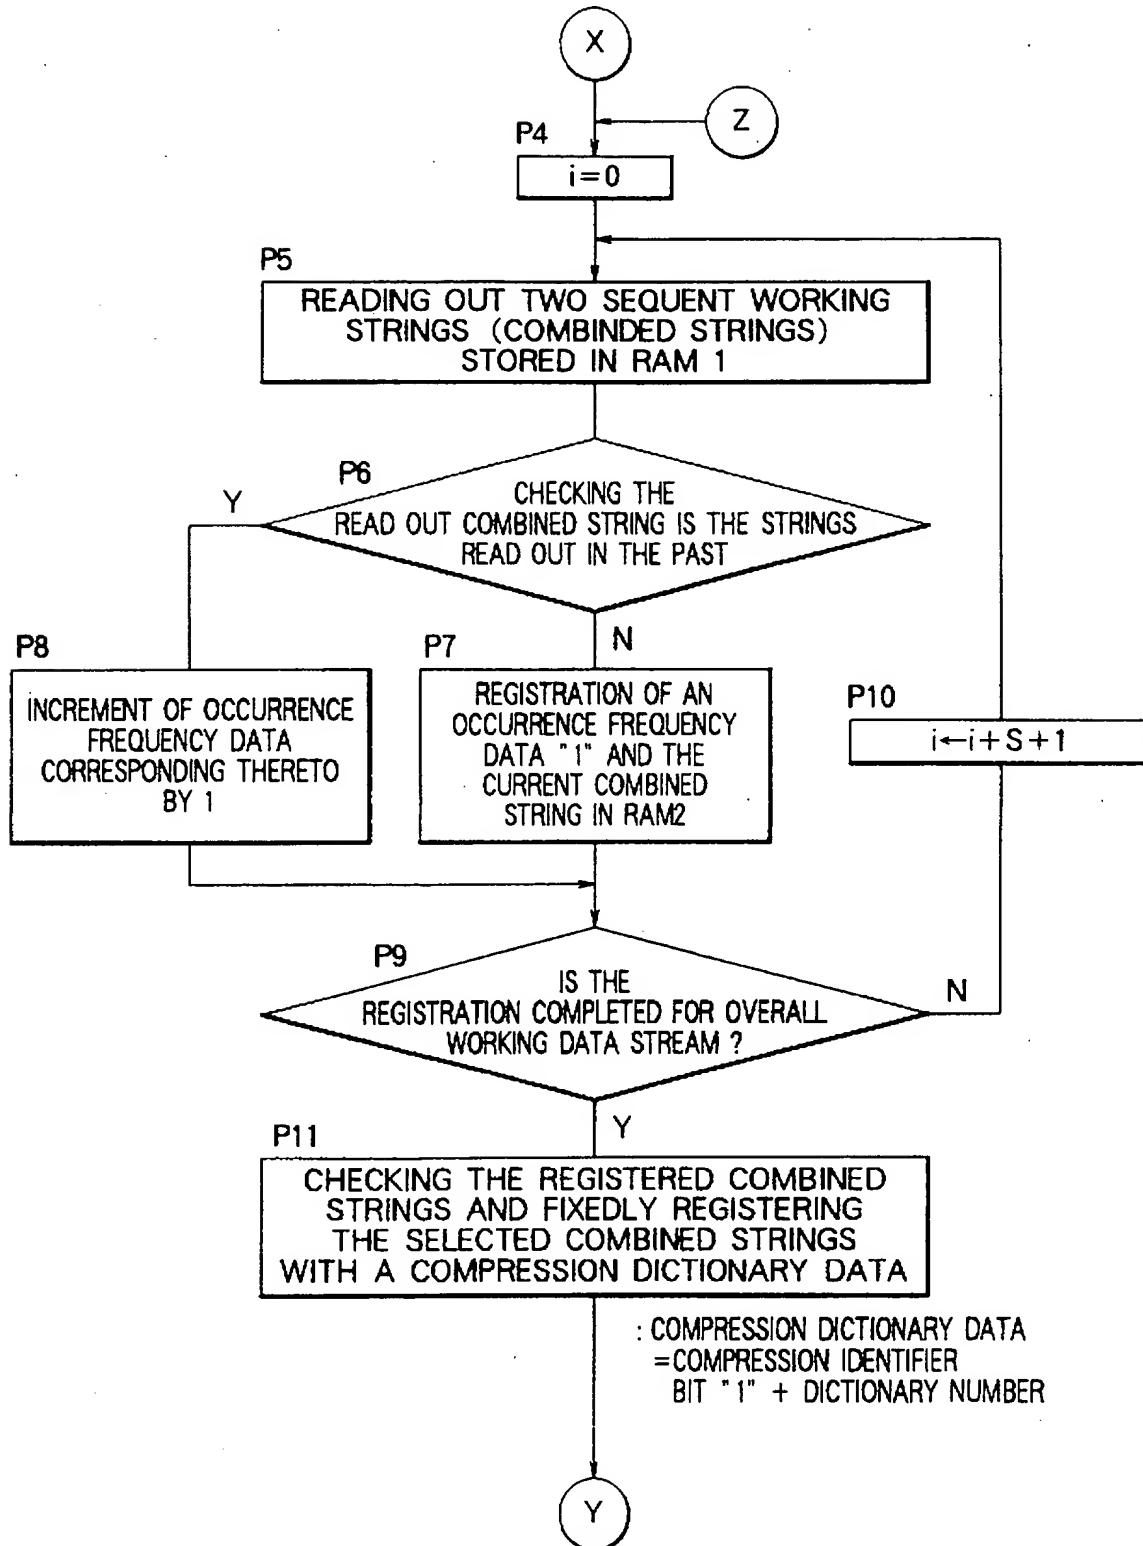 X
Z
P4
i=0
P5
READING OUT TWO SEQUENT WORKING
STRINGS (COMBINDED STRINGS)
STORED IN RAM 1
P6
Y
CHECKING THE
READ OUT COMBINED STRING IS THE STRINGS
READ OUT IN THE PAST
N
P8
INCREMENT OF OCCURRENCE
FREQUENCY DATA
CORRESPONDING THERETO
BY 1
P7
REGISTRATION OF AN
OCCURRENCE FREQUENCY
DATA "1" AND THE
CURRENT COMBINED
STRING IN RAM2
P10
i←i+S+1
P9
IS THE
REGISTRATION COMPLETED FOR OVERALL
WORKING DATA STREAM ?
N
Y
P11
CHECKING THE REGISTERED COMBINED
STRINGS AND FIXEDLY REGISTERING
THE SELECTED COMBINED STRINGS
WITH A COMPRESSION DICTIONARY DATA
: COMPRESSION DICTIONARY DATA
=COMPRESSION IDENTIFIER
BIT "1" + DICTIONARY NUMBER
Y